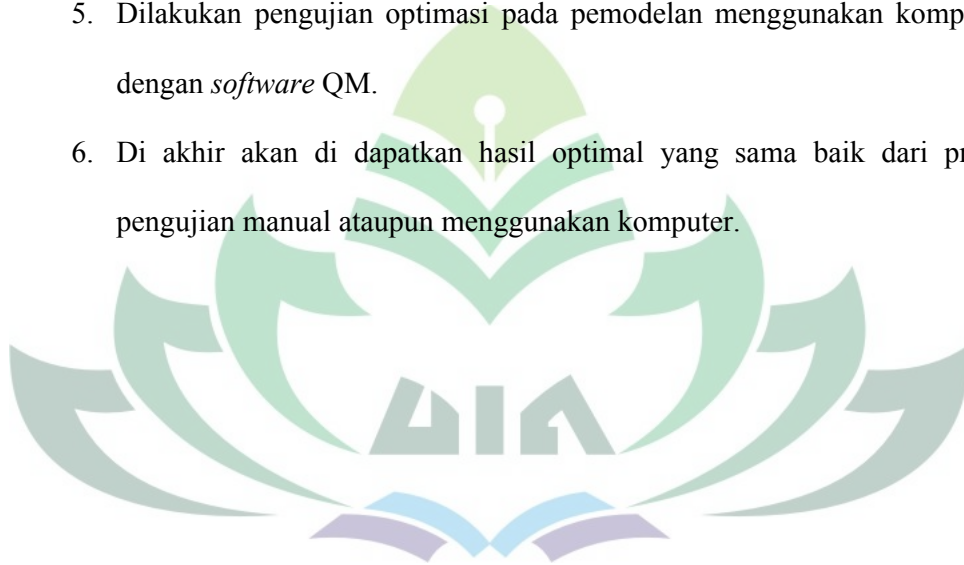 5. Dilakukan pengujian optimasi pada pemodelan menggunakan komp
dengan software QM.
6. Di akhir akan di dapatkan hasil optimal yang sama baik dari pr
pengujian manual ataupun menggunakan komputer.
UIN